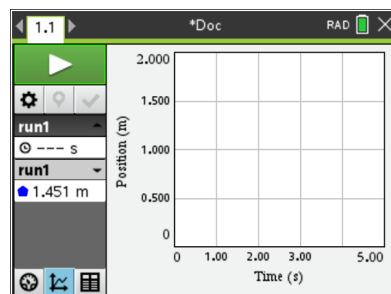 1.1 *Doc RAD
run1
--- s
run1
1.451 m
Position (m)
2.000
1.500
1.000
0.500
0
0 1.00 2.00 3.00 5.00
Time (s)